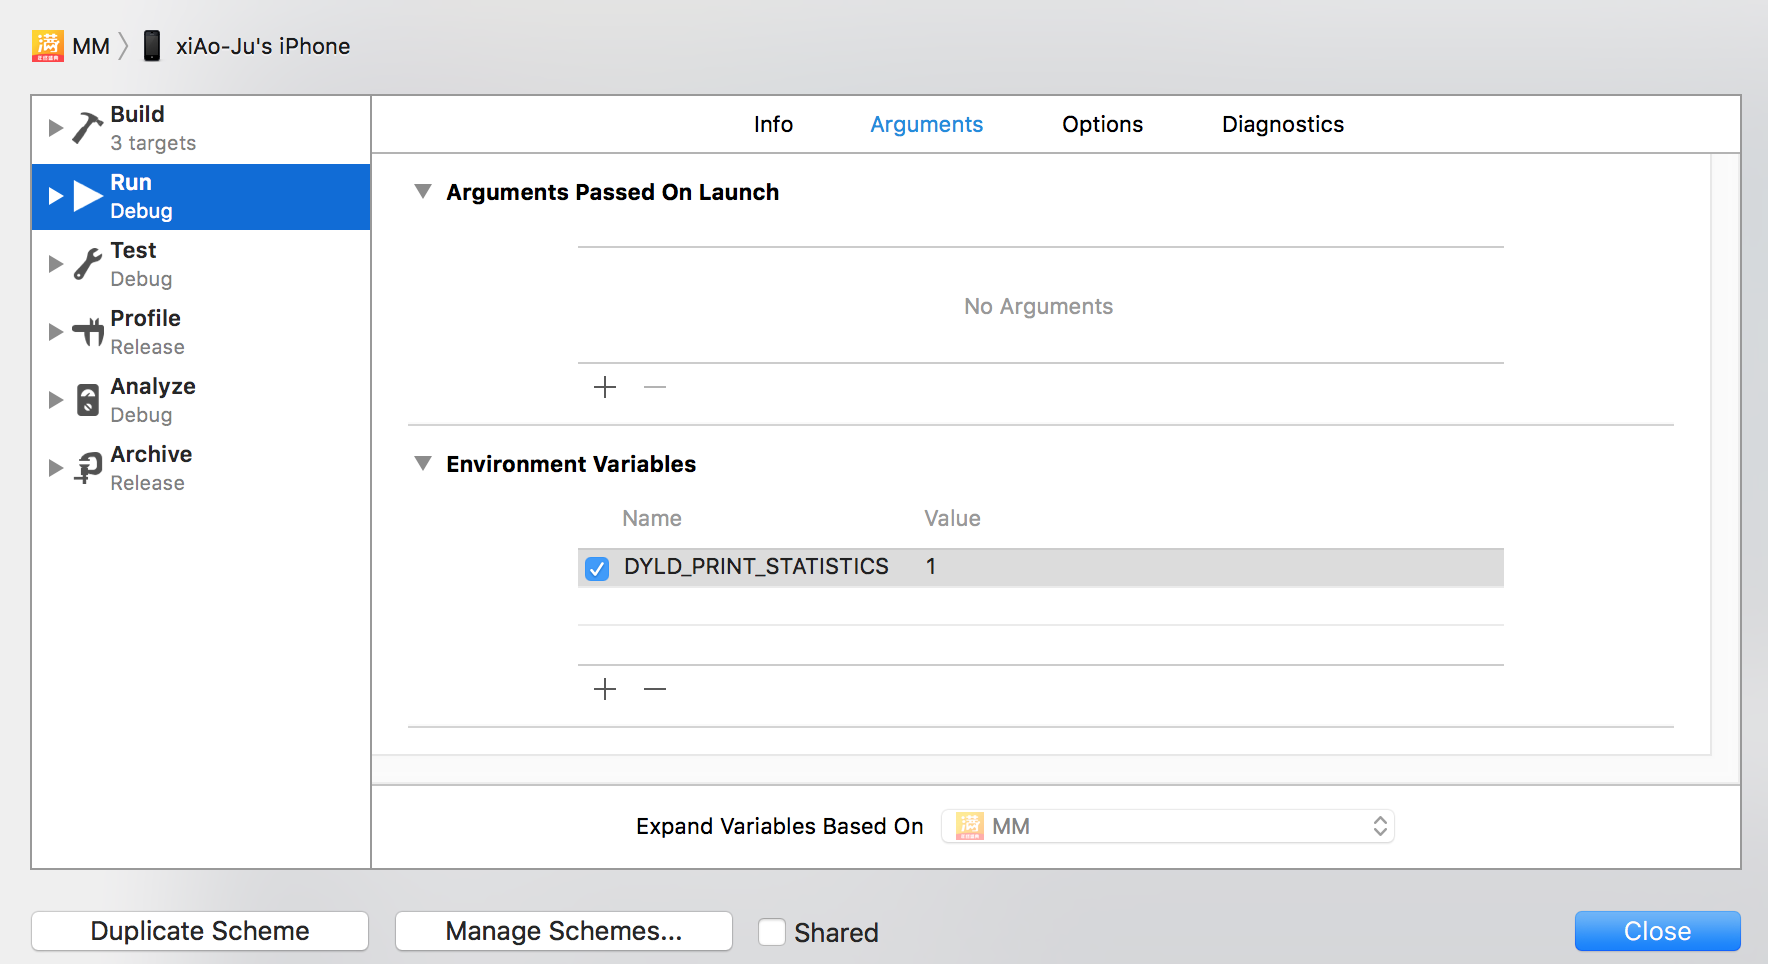 MM 〉 xiAo-Ju's iPhone
Build
3 targets
Run
Debug
Test
Debug
Profile
Release
Analyze
Debug
Archive
Release
Info Arguments Options Diagnostics
Arguments Passed On Launch
No Arguments
Environment Variables
Name Value
DYLD_PRINT_STATISTICS 1
Expand Variables Based On 满 MM
Duplicate Scheme Manage Schemes... Shared Close